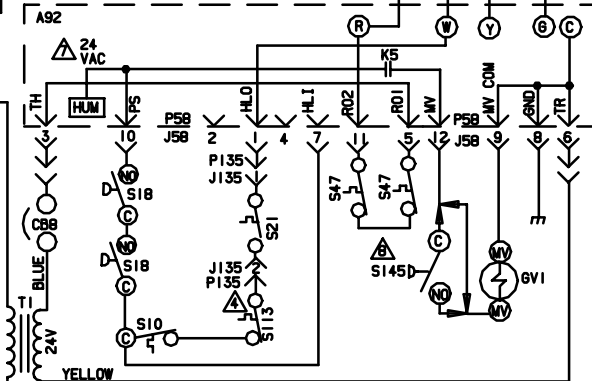 A92
R W Y G C
7 24
VAC
K5
TH HUM PS HLO HLI RO2 RO1 MV MV COM GND TR
P58 P58
3 10 J58 2 1 4 7 11 5 12 J58 9 8 6
P135
J135
NO
S18
C
S47 S47
CB8
S21
NO
S18
C
8
C
S145
MV
GV1
BLUE
J135 2
P135
4
NO
MV
T1
24V
C
S10
S113
YELLOW